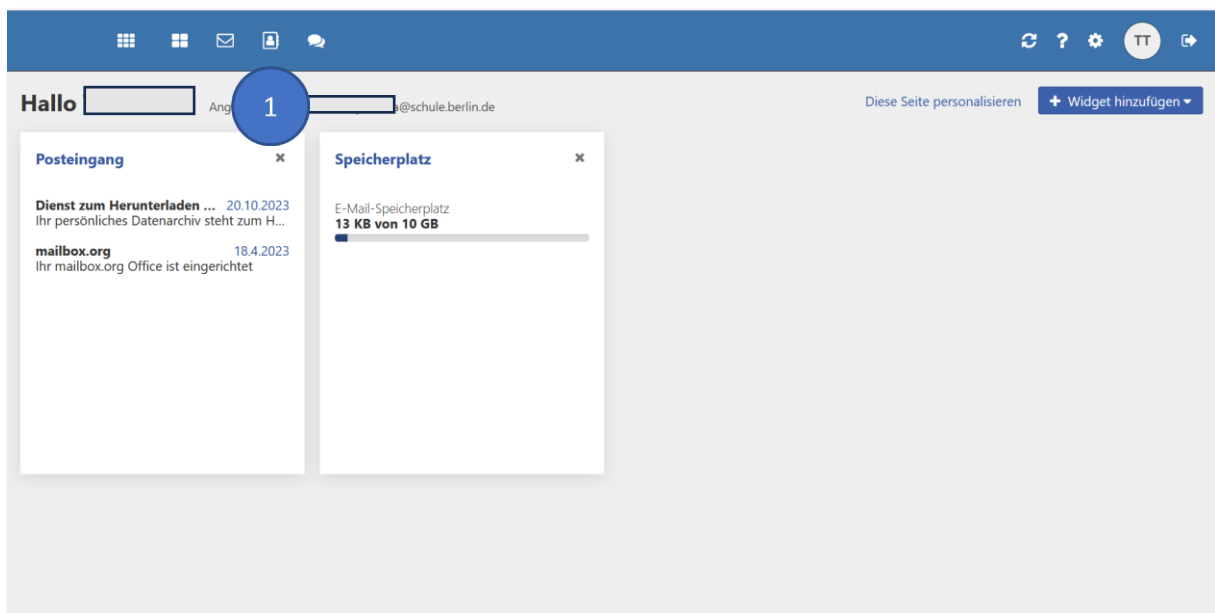 TT
Hallo
1
@schule.berlin.de
Diese Seite personalisieren
Widget hinzufügen
Posteingang
Dienst zum Herunterladen ... 20.10.2023
Ihr persönliches Datenarchiv steht zum H...
mailbox.org 18.4.2023
Ihr mailbox.org Office ist eingerichtet
Speicherplatz
E-Mail-Speicherplatz
13 KB von 10 GB